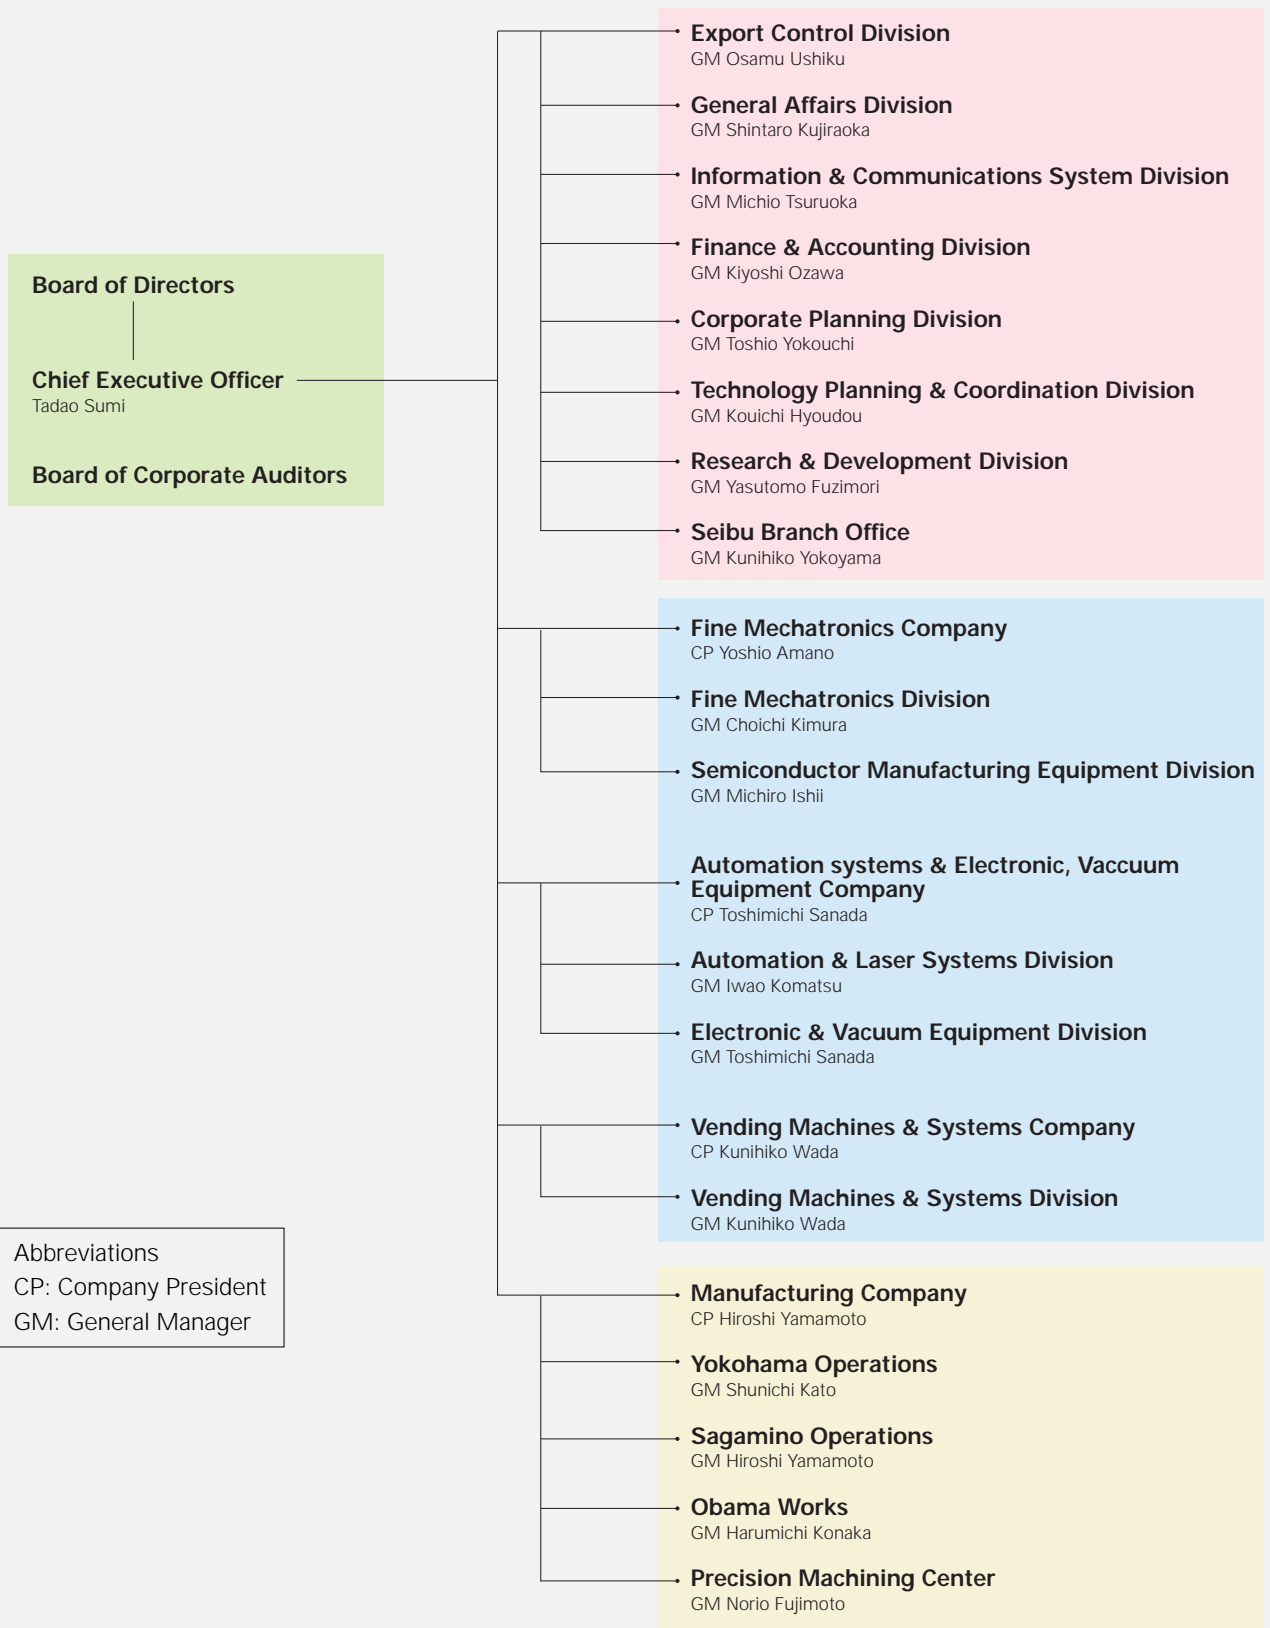 Board of Directors
Chief Executive Officer
Tadao Sumi
Board of Corporate Auditors
Export Control Division
GM Osamu Ushiku
General Affairs Division
GM Shintaro Kujiraoka
Information & Communications System Division
GM Michio Tsuruoka
Finance & Accounting Division
GM Kiyoshi Ozawa
Corporate Planning Division
GM Toshio Yokouchi
Technology Planning & Coordination Division
GM Kouichi Hyoudou
Research & Development Division
GM Yasutomo Fuzimori
Seibu Branch Office
GM Kunihiko Yokoyama
Fine Mechatronics Company
CP Yoshio Amano
Fine Mechatronics Division
GM Choichi Kimura
Semiconductor Manufacturing Equipment Division
GM Michiro Ishii
Automation systems & Electronic, Vaccuum
Equipment Company
CP Toshimichi Sanada
Automation & Laser Systems Division
GM Iwao Komatsu
Electronic & Vacuum Equipment Division
GM Toshimichi Sanada
Vending Machines & Systems Company
CP Kunihiko Wada
Vending Machines & Systems Division
GM Kunihiko Wada
Manufacturing Company
CP Hiroshi Yamamoto
Yokohama Operations
GM Shunichi Kato
Sagamino Operations
GM Hiroshi Yamamoto
Obama Works
GM Harumichi Konaka
Precision Machining Center
GM Norio Fujimoto
Abbreviations
CP: Company President
GM: General Manager